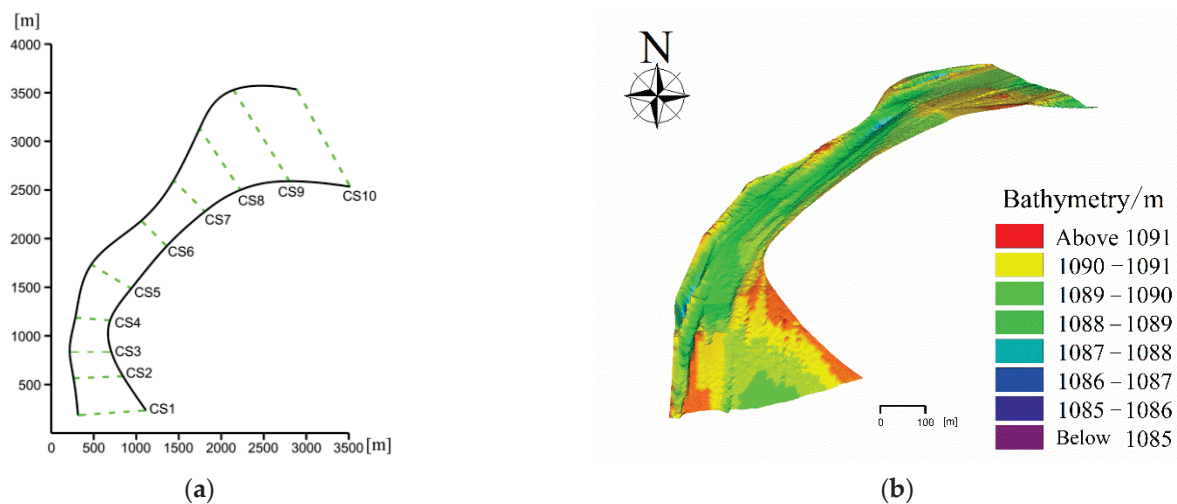 [m]
4000
3500
3000
2500
2000
1500
1000
500
0 500 1000 1500 2000 2500 3000 3500 [m]
CS10
CS9
CS8
CS7
CS6
CS5
CS4
CS3
CS2
CS1
(a)
N
Bathymetry/m
Above 1091
1090 – 1091
1089 – 1090
1088 – 1089
1087 – 1088
1086 – 1087
1085 – 1086
Below 1085
0 100 [m]
(b)